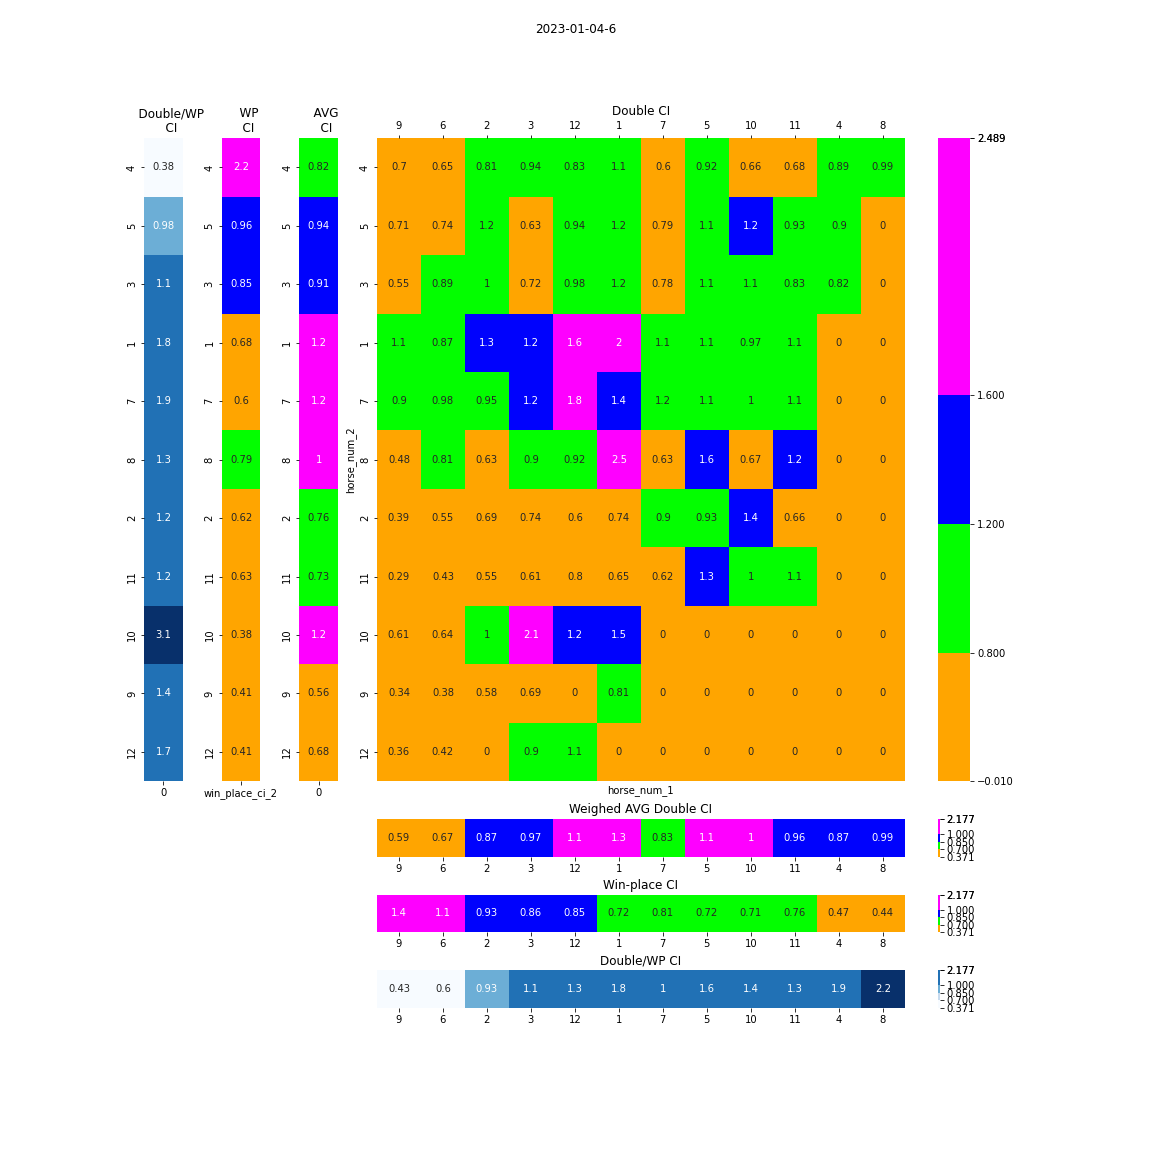 2023-01-04-6
Double/WP CI
WP CI
AVG CI
Double CI
9 6 2 3 12 1 7 5 10 11 4 8
4 0.38 4 2.2 4 0.82 4 0.7 0.65 0.81 0.94 0.83 1.1 0.6 0.92 0.66 0.68 0.89 0.99
5 0.98 5 0.96 5 0.94 5 0.71 0.74 1.2 0.63 0.94 1.2 0.79 1.1 1.2 0.93 0.9 0
3 1.1 3 0.85 3 0.91 3 0.55 0.89 1 0.72 0.98 1.2 0.78 1.1 1.1 0.83 0.82 0
1 1.8 1 0.68 1 1.2 1 1.1 0.87 1.3 1.2 1.6 2 1.1 1.1 0.97 1.1 0 0
7 1.9 7 0.6 7 1.2 7 0.9 0.98 0.95 1.2 1.8 1.4 1.2 1.1 1 1.1 0 0
8 1.3 8 0.79 8 1 8 0.48 0.81 0.63 0.9 0.92 2.5 0.63 1.6 0.67 1.2 0 0
2 1.2 2 0.62 2 0.76 2 0.39 0.55 0.69 0.74 0.6 0.74 0.9 0.93 1.4 0.66 0 0
11 1.2 11 0.63 11 0.73 11 0.29 0.43 0.55 0.61 0.8 0.65 0.62 1.3 1 1.1 0 0
10 3.1 10 0.38 10 1.2 10 0.61 0.64 1 2.1 1.2 1.5 0 0 0 0 0 0
9 1.4 9 0.41 9 0.56 9 0.34 0.38 0.58 0.69 0 0.81 0 0 0 0 0 0
12 1.7 12 0.41 12 0.68 12 0.36 0.42 0 0.9 1.1 0 0 0 0 0 0 0
horse_num_2
0 win_place_ci_2 0 horse_num_1
2.489
1.600
1.200
0.800
−0.010
Weighed AVG Double CI
0.59 0.67 0.87 0.97 1.1 1.3 0.83 1.1 1 0.96 0.87 0.99
9 6 2 3 12 1 7 5 10 11 4 8
2.177
1.000
0.850
0.700
0.371
Win-place CI
1.4 1.1 0.93 0.86 0.85 0.72 0.81 0.72 0.71 0.76 0.47 0.44
9 6 2 3 12 1 7 5 10 11 4 8
2.177
1.000
0.850
0.700
0.371
Double/WP CI
0.43 0.6 0.93 1.1 1.3 1.8 1 1.6 1.4 1.3 1.9 2.2
9 6 2 3 12 1 7 5 10 11 4 8
2.177
1.000
0.850
0.700
0.371